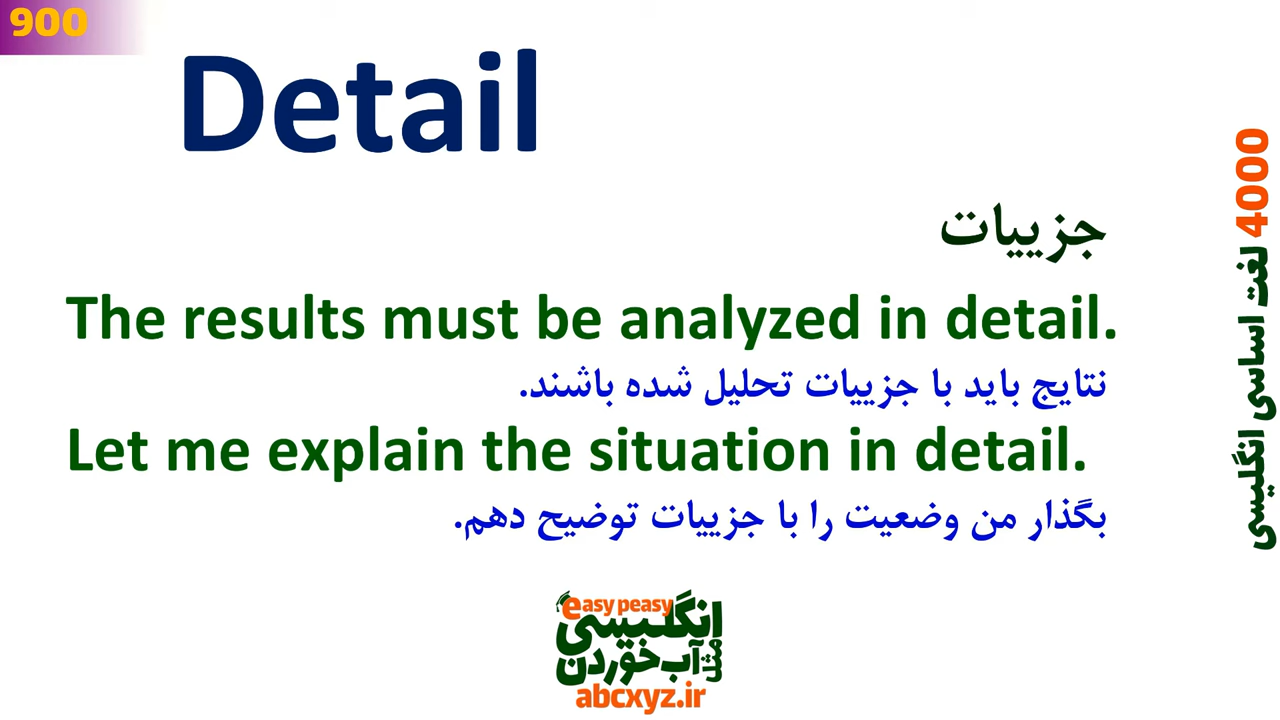 900
Detail
جزییات
The results must be analyzed in detail.
نتایج باید با جزییات تحلیل شده باشند.
Let me explain the situation in detail.
بگذار من وضعیت را با جزییات توضیح دهم.
4000 لغت اساسی انگلیسی
easy peasy
انگلیسی
مثل آب خوردن
abcxyz.ir